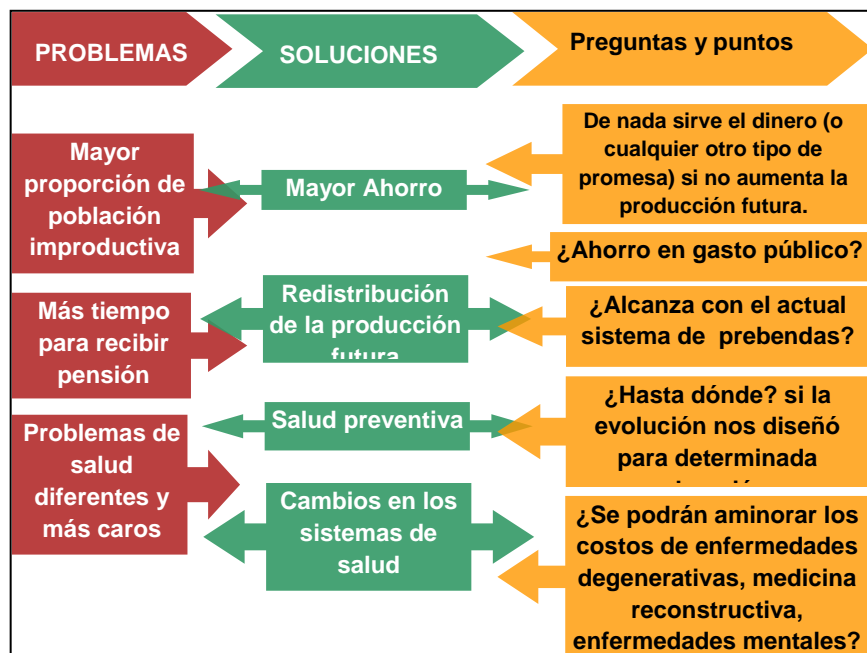 PROBLEMAS
SOLUCIONES
Preguntas y puntos
Mayor
proporción de
población
improductiva
Más tiempo
para recibir
pensión
Problemas de
salud
diferentes y
más caros
Mayor Ahorro
Redistribución
de la producción
futura
Salud preventiva
Cambios en los
sistemas de
salud
De nada sirve el dinero (o
cualquier otro tipo de
promesa) si no aumenta la
producción futura.
¿Ahorro en gasto público?
¿Alcanza con el actual
sistema de prebendas?
¿Hasta dónde? si la
evolución nos diseñó
para determinada
¿Se podrán aminorar los
costos de enfermedades
degenerativas, medicina
reconstructiva,
enfermedades mentales?